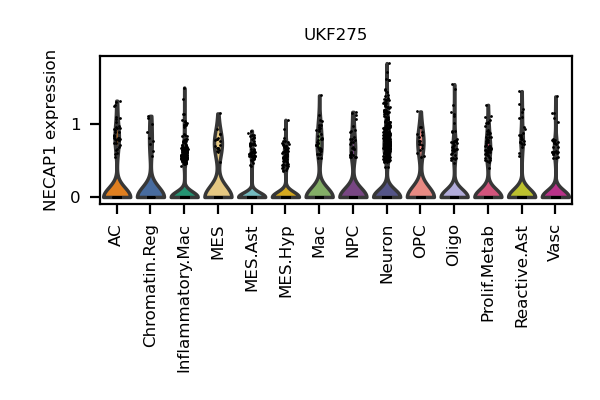 UKF275
NECAP1 expression
1
0
AC
Chromatin.Reg
Inflammatory.Mac
MES
MES.Ast
MES.Hyp
Mac
NPC
Neuron
OPC
Oligo
Prolif.Metab
Reactive.Ast
Vasc